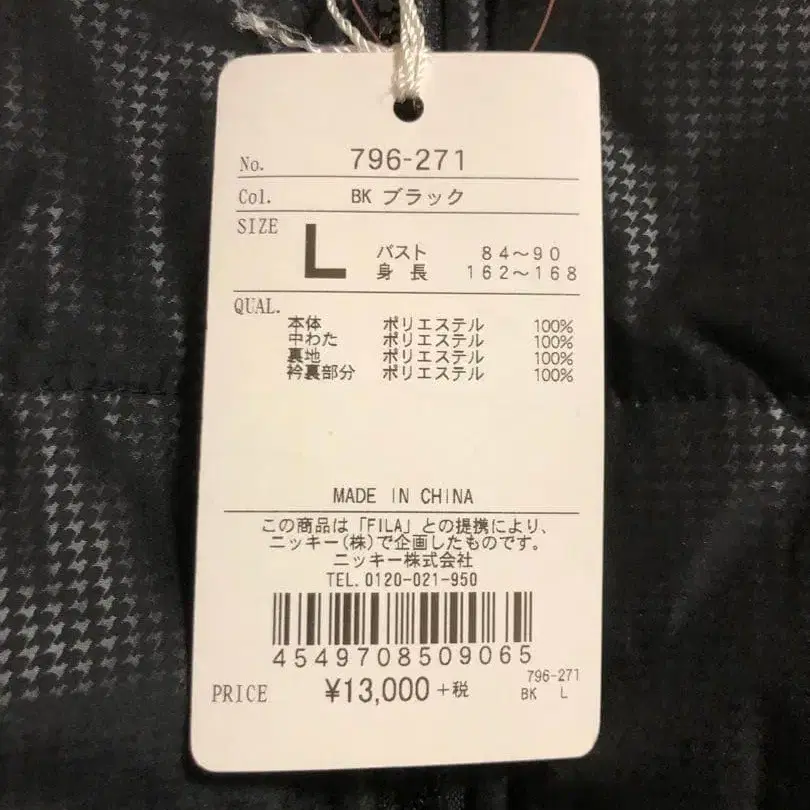 No. 796-271
Col. BK ブラック
SIZE L バスト 84~90
身長 162~168
QUAL.
本体 ポリエステル 100%
中わた ポリエステル 100%
裏地 ポリエステル 100%
衿裏部分 ポリエステル 100%
MADE IN CHINA
この商品は「FILA」との提携により、
ニッキー(株)で企画したものです。
ニッキー株式会社
TEL.0120-021-950
4549708509065
796-271
PRICE ¥13,000+税 BK L